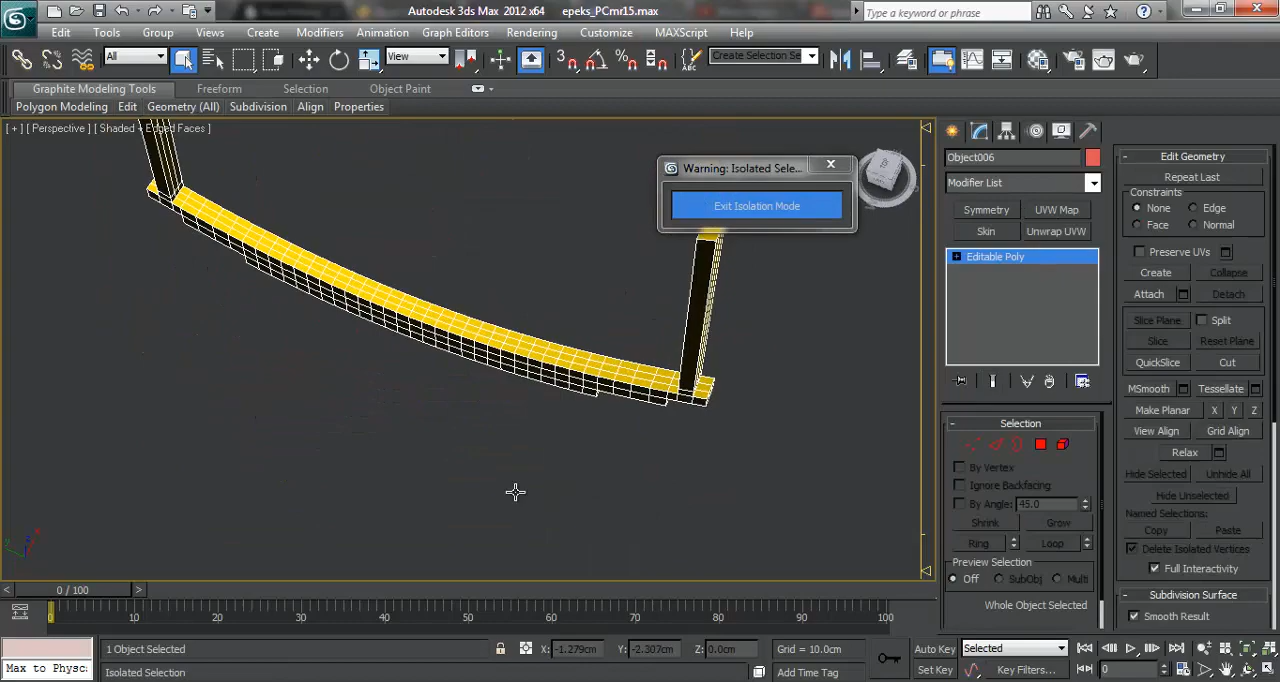 Autodesk 3ds Max 2012 x64 epeks_PCmr15.max
Type a keyword or phrase
Edit Tools Group Views Create Modifiers Animation Graph Editors Rendering Customize MAXScript Help
All View 3 Create Selection Se
Graphite Modeling Tools Freeform Selection Object Paint
Polygon Modeling Edit Geometry (All) Subdivision Align Properties
[ + ] [ Perspective ] [ Shaded + Edged Faces ]
Warning: Isolated Sele...
Exit Isolation Mode
Object006
Modifier List
Symmetry UVW Map
Skin Unwrap UVW
Editable Poly
Selection
By Vertex
Ignore Backfacing
By Angle: 45.0
Shrink Grow
Ring Loop
Preview Selection
Off SubObj Multi
Whole Object Selected
Edit Geometry
Repeat Last
Constraints
None Edge
Face Normal
Preserve UVs
Create Collapse
Attach Detach
Slice Plane Split
Slice Reset Plane
QuickSlice Cut
MSmooth Tessellate
Make Planar X Y Z
View Align Grid Align
Relax
Hide Selected Unhide All
Hide Unselected
Named Selections:
Copy Paste
Delete Isolated Vertices
Full Interactivity
Subdivision Surface
Smooth Result
< 0 / 100 >
0 10 20 30 40 50 60 70 80 90 100
1 Object Selected X: -1.279cm Y: -2.307cm Z: 0.0cm Grid = 10.0cm Auto Key Selected
Max to Physc: Isolated Selection Add Time Tag Set Key Key Filters... 0